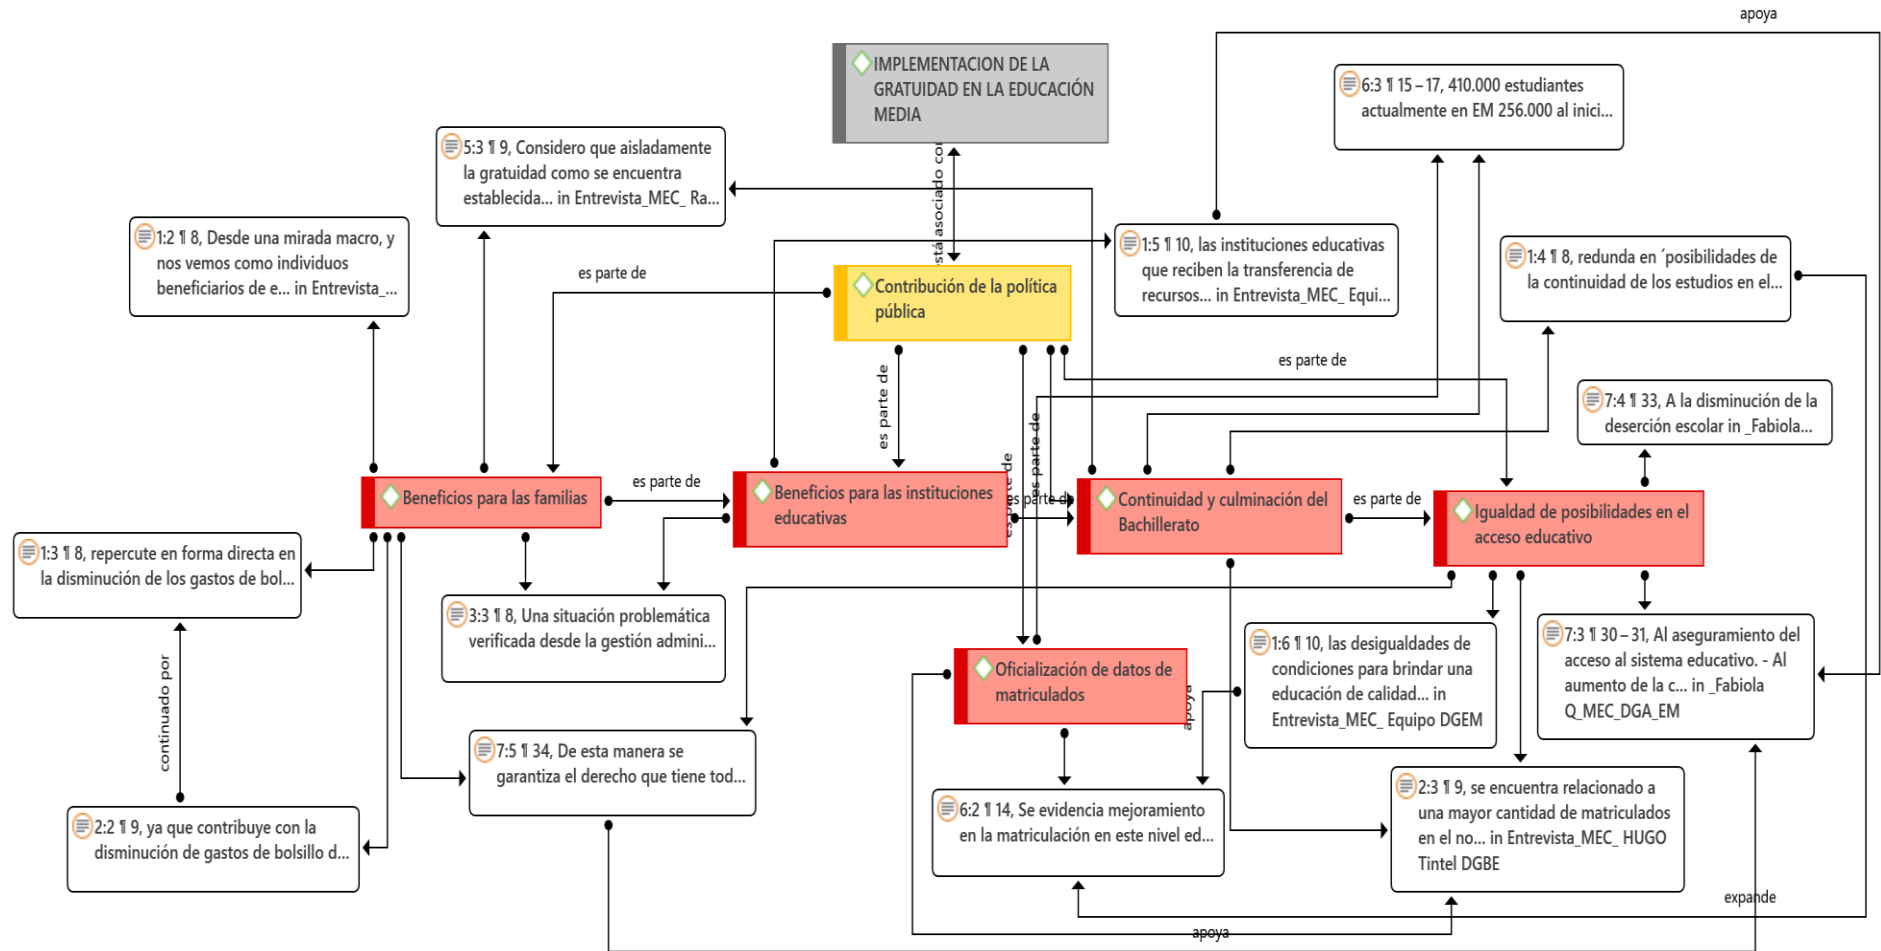 apoya
IMPLEMENTACION DE LA
GRATUIDAD EN LA EDUCACIÓN
MEDIA
6:3 ¶ 15 – 17, 410.000 estudiantes
actualmente en EM 256.000 al inici...
5:3 ¶ 9, Considero que aisladamente
la gratuidad como se encuentra
establecida... in Entrevista_MEC_ Ra...
está asociado con
1:2 ¶ 8, Desde una mirada macro, y
nos vemos como individuos
beneficiarios de e... in Entrevista_...
1:5 ¶ 10, las instituciones educativas
que reciben la transferencia de
recursos... in Entrevista_MEC_ Equi...
1:4 ¶ 8, redunda en ´posibilidades de
la continuidad de los estudios en el...
es parte de
Contribución de la política
pública
es parte de
es parte de
7:4 ¶ 33, A la disminución de la
deserción escolar in _Fabiola...
es parte de
es parte de
Beneficios para las familias
es parte de
Beneficios para las instituciones
educativas
es parte de
Continuidad y culminación del
Bachillerato
es parte de
Igualdad de posibilidades en el
acceso educativo
1:3 ¶ 8, repercute en forma directa en
la disminución de los gastos de bol...
3:3 ¶ 8, Una situación problemática
verificada desde la gestión admini...
1:6 ¶ 10, las desigualdades de
condiciones para brindar una
educación de calidad... in
Entrevista_MEC_ Equipo DGEM
7:3 ¶ 30 – 31, Al aseguramiento del
acceso al sistema educativo. - Al
aumento de la c... in _Fabiola
Q_MEC_DGA_EM
Oficialización de datos de
matriculados
apoya
continuado por
7:5 ¶ 34, De esta manera se
garantiza el derecho que tiene tod...
2:2 ¶ 9, ya que contribuye con la
disminución de gastos de bolsillo d...
6:2 ¶ 14, Se evidencia mejoramiento
en la matriculación en este nivel ed...
2:3 ¶ 9, se encuentra relacionado a
una mayor cantidad de matriculados
en el no... in Entrevista_MEC_ HUGO
Tintel DGBE
expande
apoya